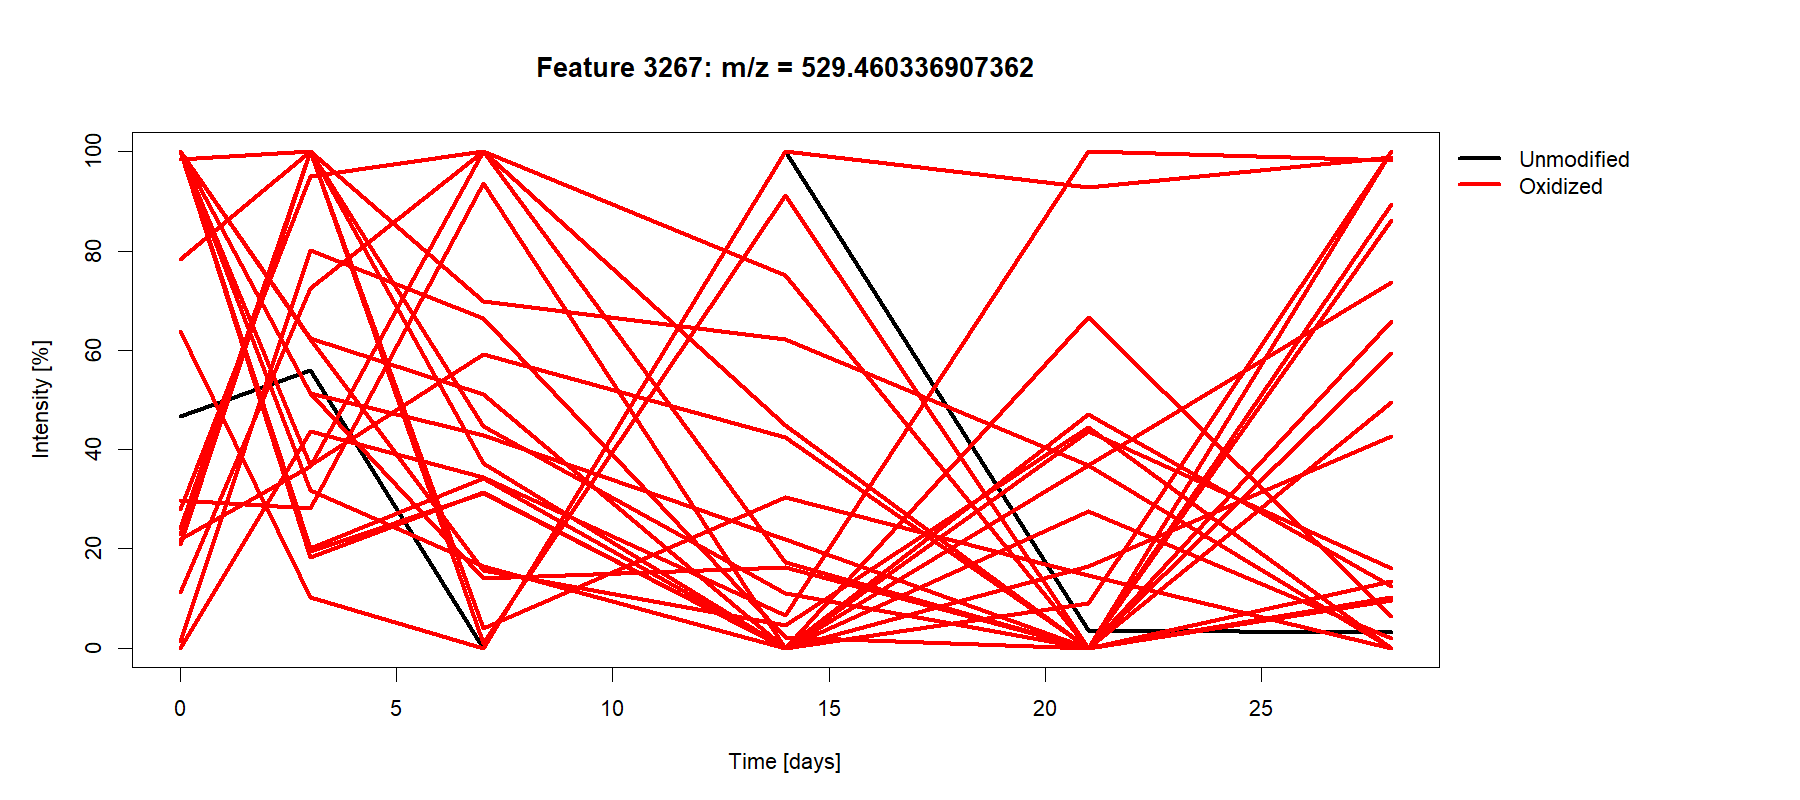 Feature 3267: m/z = 529.460336907362
Unmodified
Oxidized
Intensity [%]
100
80
60
40
20
0
0 5 10 15 20 25
Time [days]